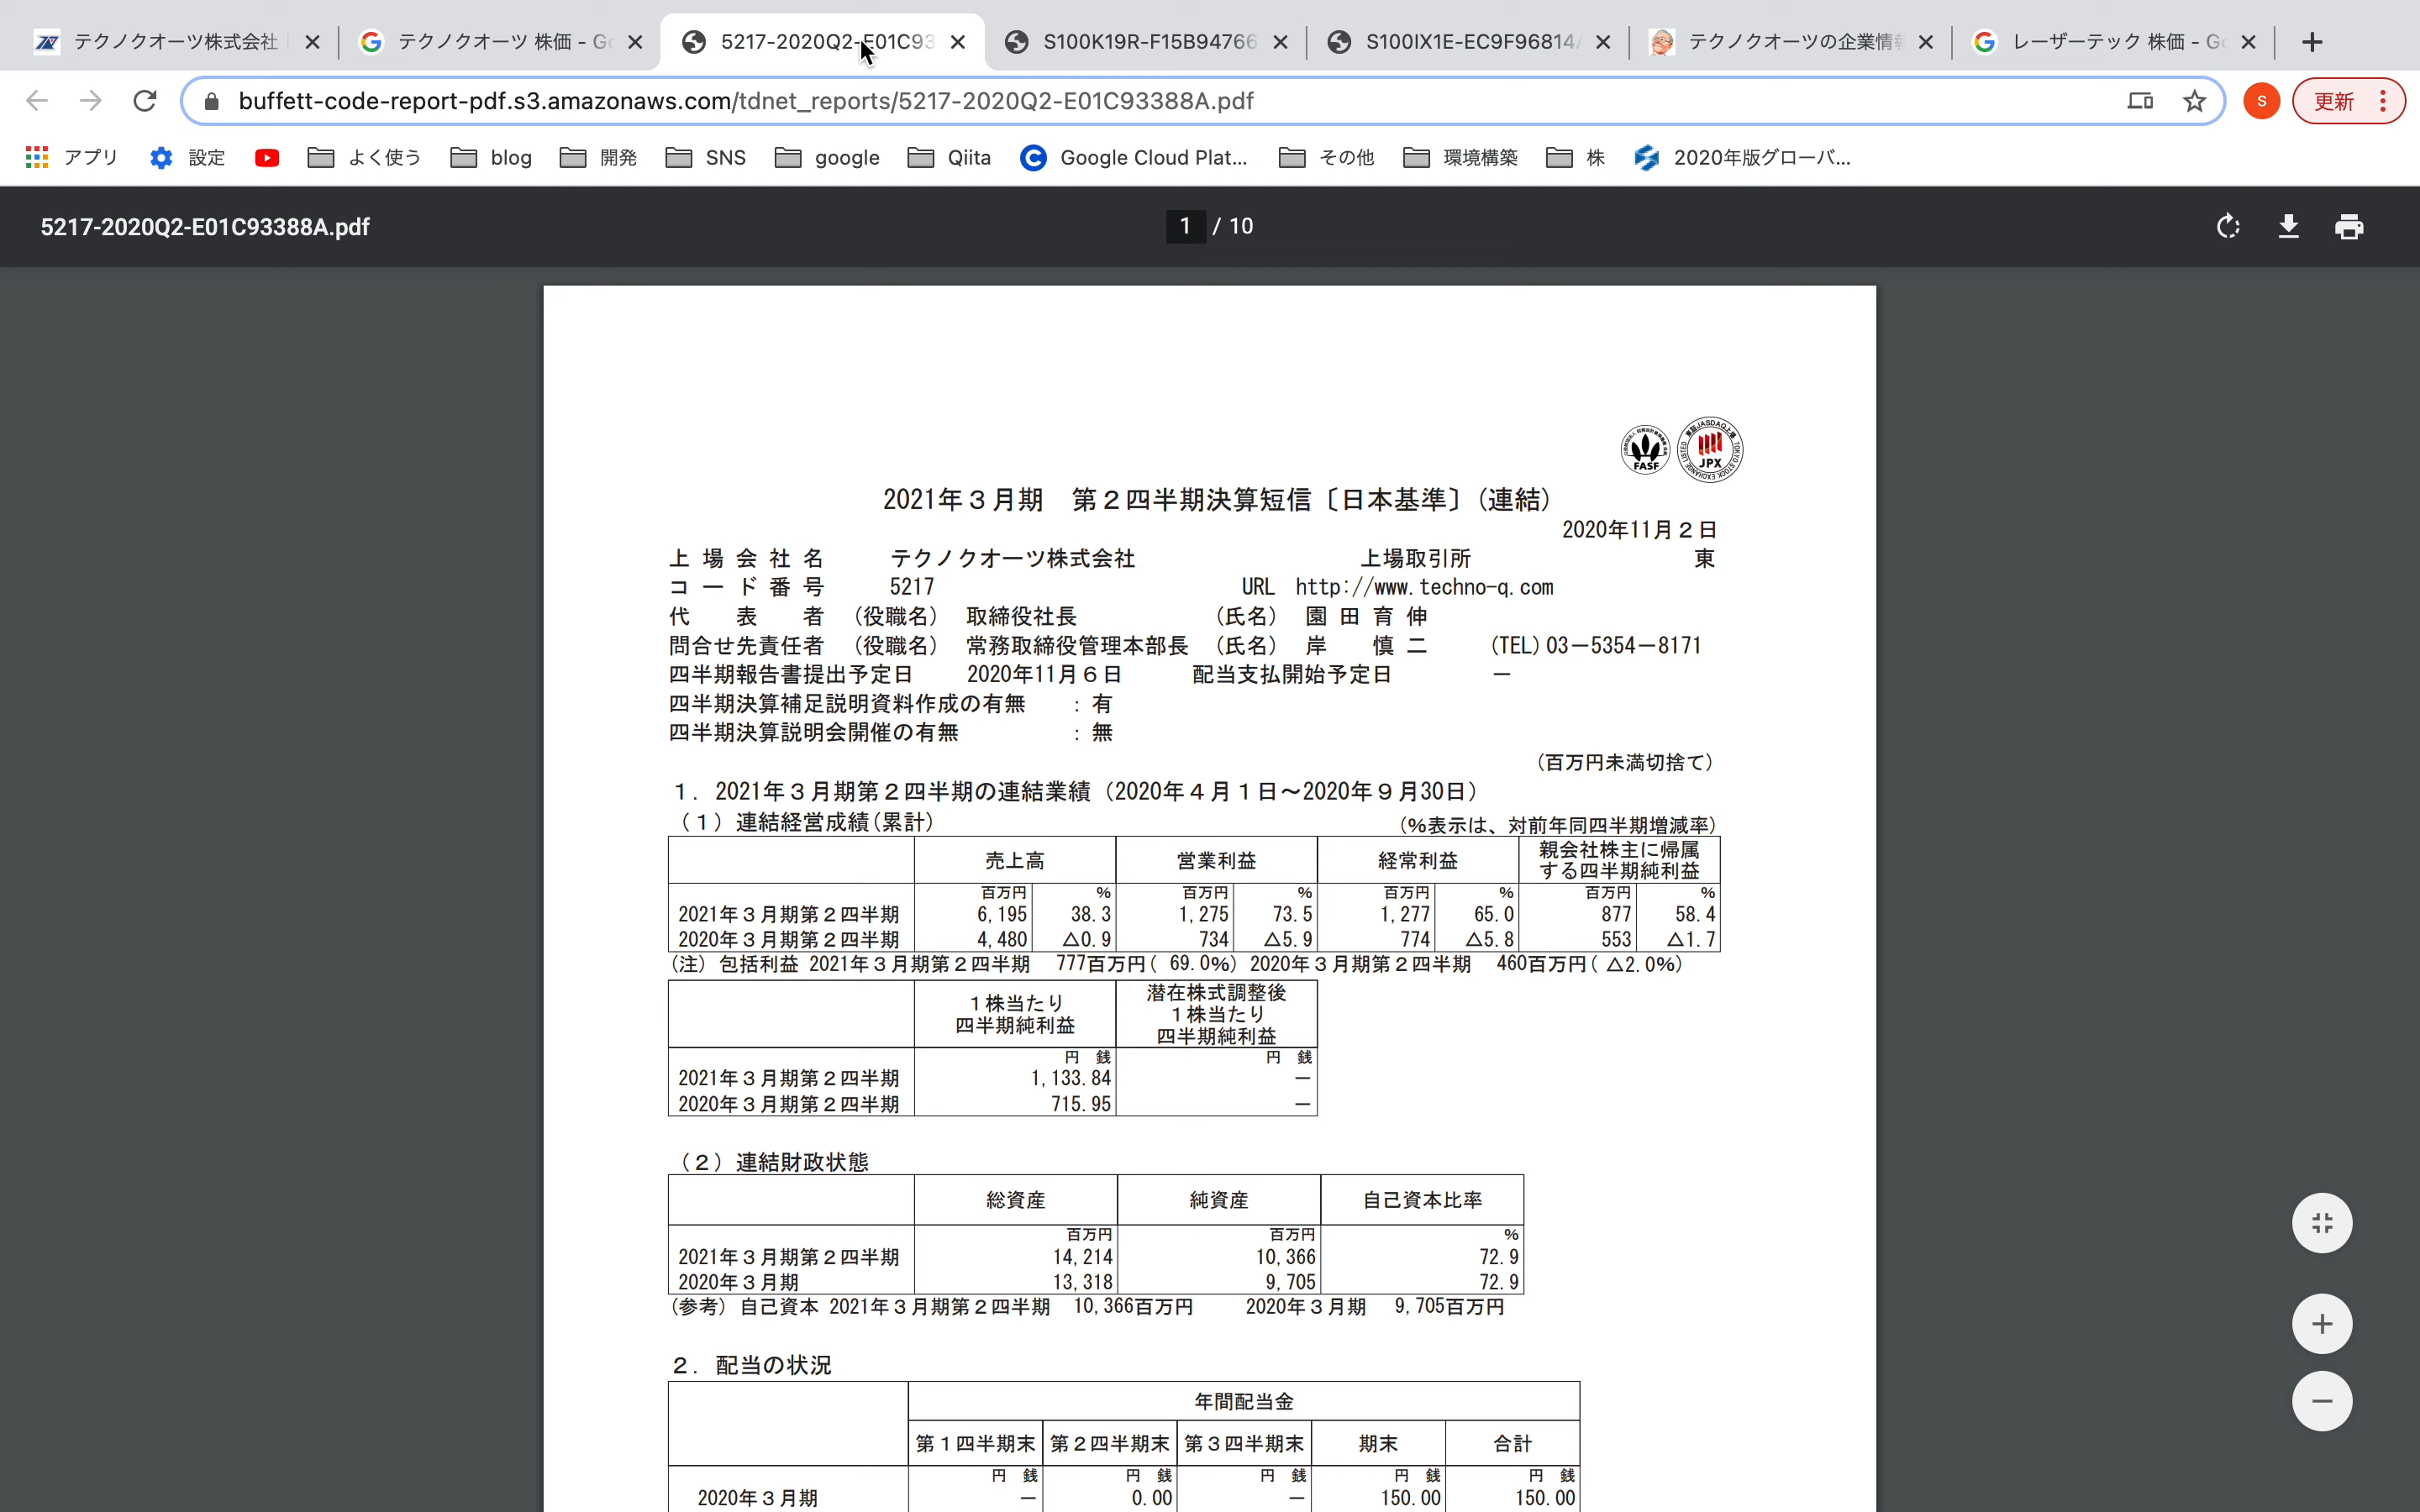 テクノクオーツ株式会社
テクノクオーツ 株価 - Go
5217-2020Q2-E01C93
S100K19R-F15B94766
S100IX1E-EC9F96814
テクノクオーツの企業情報
レーザーテック 株価 - Go
buffett-code-report-pdf.s3.amazonaws.com/tdnet_reports/5217-2020Q2-E01C93388A.pdf
S
更新
アプリ 設定 よく使う blog 開発 SNS google Qiita Google Cloud Plat... その他 環境構築 株 2020年版グローバ...
5217-2020Q2-E01C93388A.pdf
1 / 10
FASF
JPX
2021年3月期 第2四半期決算短信〔日本基準〕(連結)
2020年11月2日
上場会社名 テクノクオーツ株式会社 上場取引所 東
コード番号 5217 URL http://www.techno-q.com
代表者 (役職名) 取締役社長 (氏名) 園田育伸
問合せ先責任者 (役職名) 常務取締役管理本部長 (氏名) 岸 慎二 (TEL) 03-5354-8171
四半期報告書提出予定日 2020年11月6日 配当支払開始予定日 ―
四半期決算補足説明資料作成の有無 : 有
四半期決算説明会開催の有無 : 無
(百万円未満切捨て)
1. 2021年3月期第2四半期の連結業績(2020年4月1日~2020年9月30日)
(1) 連結経営成績(累計) (%表示は、対前年同四半期増減率)
売上高 営業利益 経常利益 親会社株主に帰属する四半期純利益
百万円 % 百万円 % 百万円 % 百万円 %
2021年3月期第2四半期 6,195 38.3 1,275 73.5 1,277 65.0 877 58.4
2020年3月期第2四半期 4,480 △0.9 734 △5.9 774 △5.8 553 △1.7
(注) 包括利益 2021年3月期第2四半期 777百万円( 69.0%) 2020年3月期第2四半期 460百万円( △2.0%)
1株当たり四半期純利益 潜在株式調整後1株当たり四半期純利益
円 銭 円 銭
2021年3月期第2四半期 1,133.84 ―
2020年3月期第2四半期 715.95 ―
(2) 連結財政状態
総資産 純資産 自己資本比率
百万円 百万円 %
2021年3月期第2四半期 14,214 10,366 72.9
2020年3月期 13,318 9,705 72.9
(参考) 自己資本 2021年3月期第2四半期 10,366百万円 2020年3月期 9,705百万円
2. 配当の状況
年間配当金
第1四半期末 第2四半期末 第3四半期末 期末 合計
円 銭 円 銭 円 銭 円 銭 円 銭
2020年3月期 ― 0.00 ― 150.00 150.00